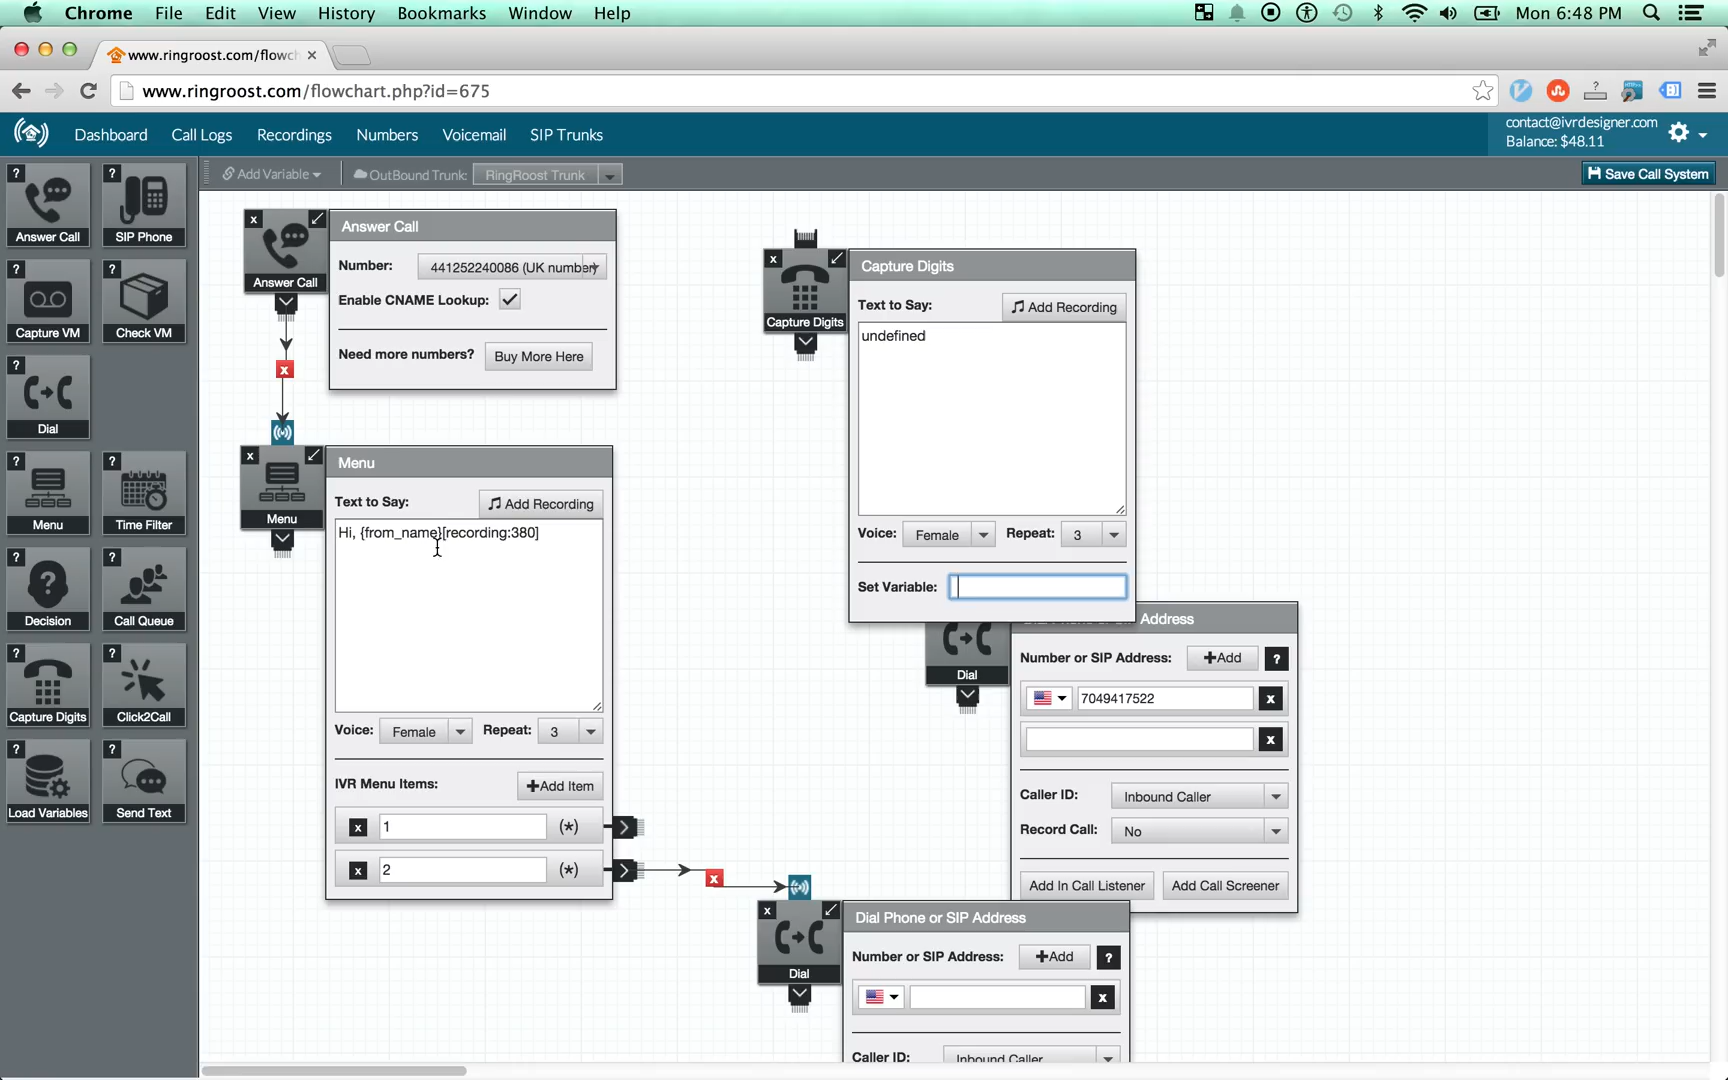 Chrome File Edit View History Bookmarks Window Help Mon 6:48 PM
www.ringroost.com/flowch x
www.ringroost.com/flowchart.php?id=675
Dashboard Call Logs Recordings Numbers Voicemail SIP Trunks
contact@ivrdesigner.com
Balance: $48.11
Add Variable OutBound Trunk: RingRoost Trunk Save Call System
? Answer Call
? SIP Phone
? Capture VM
? Check VM
? Dial
? Menu
? Time Filter
? Decision
? Call Queue
? Capture Digits
? Click2Call
? Load Variables
? Send Text
x Answer Call
Answer Call
Number: 441252240086 (UK number)
Enable CNAME Lookup:
Need more numbers? Buy More Here
x
x Menu
Menu
Text to Say: Add Recording
Hi, {from_name}[recording:380]
Voice: Female Repeat: 3
IVR Menu Items: +Add Item
x 1 (*)
x 2 (*)
x
x Capture Digits
Capture Digits
Text to Say: Add Recording
undefined
Voice: Female Repeat: 3
Set Variable:
Dial
Address
Number or SIP Address: +Add ?
7049417522 x
x
Caller ID: Inbound Caller
Record Call: No
Add In Call Listener Add Call Screener
x Dial
Dial Phone or SIP Address
Number or SIP Address: +Add ?
x
Caller ID: Inbound Caller